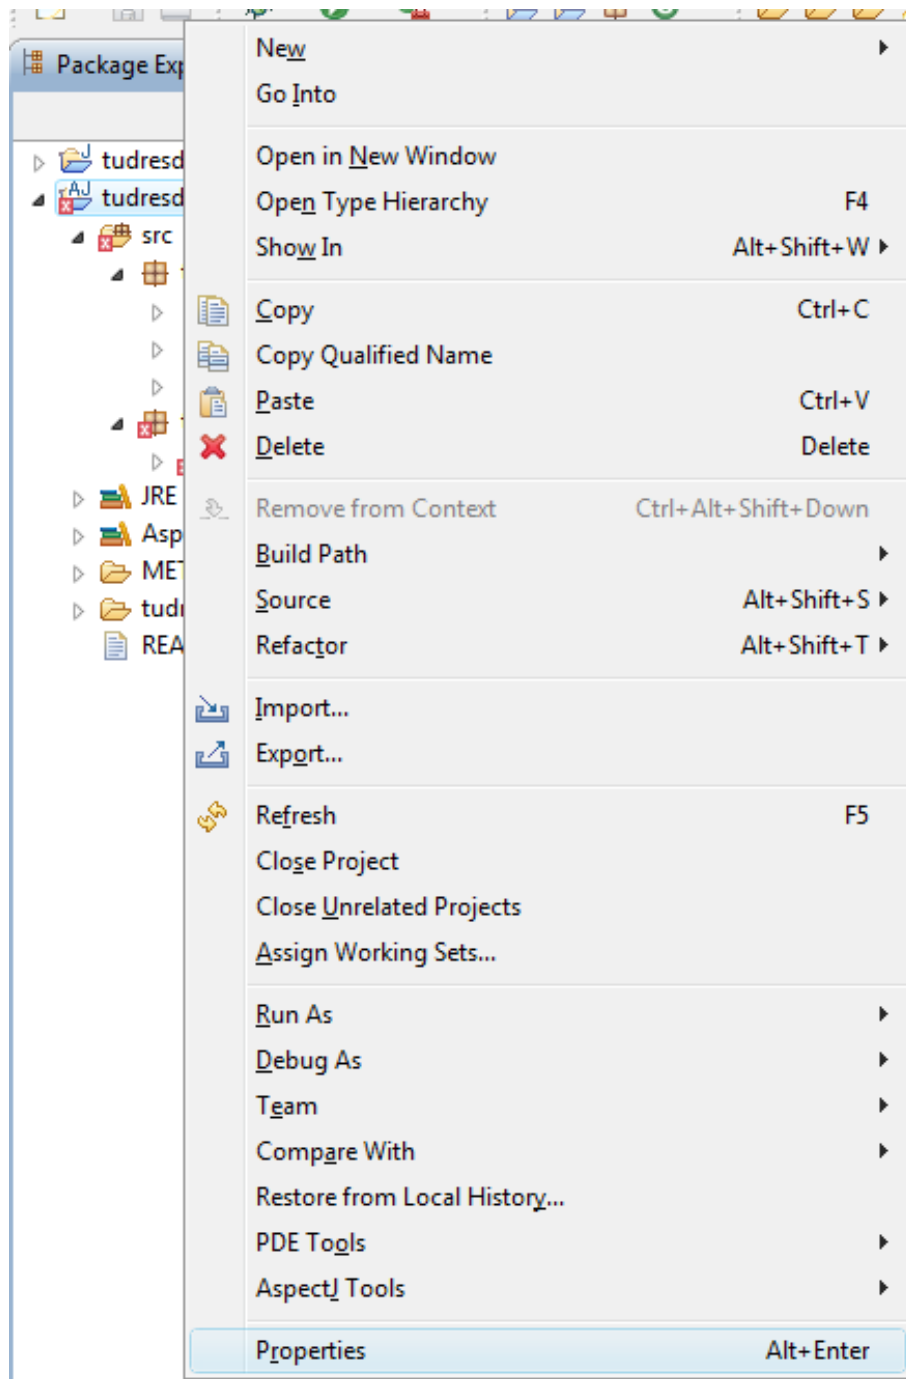 Package Exp
tudresd
tudresd
src
JRE
Asp
MET
tud
REA
New
Go Into
Open in New Window
Open Type Hierarchy F4
Show In Alt+Shift+W
Copy Ctrl+C
Copy Qualified Name
Paste Ctrl+V
Delete Delete
Remove from Context Ctrl+Alt+Shift+Down
Build Path
Source Alt+Shift+S
Refactor Alt+Shift+T
Import...
Export...
Refresh F5
Close Project
Close Unrelated Projects
Assign Working Sets...
Run As
Debug As
Team
Compare With
Restore from Local History...
PDE Tools
AspectJ Tools
Properties Alt+Enter